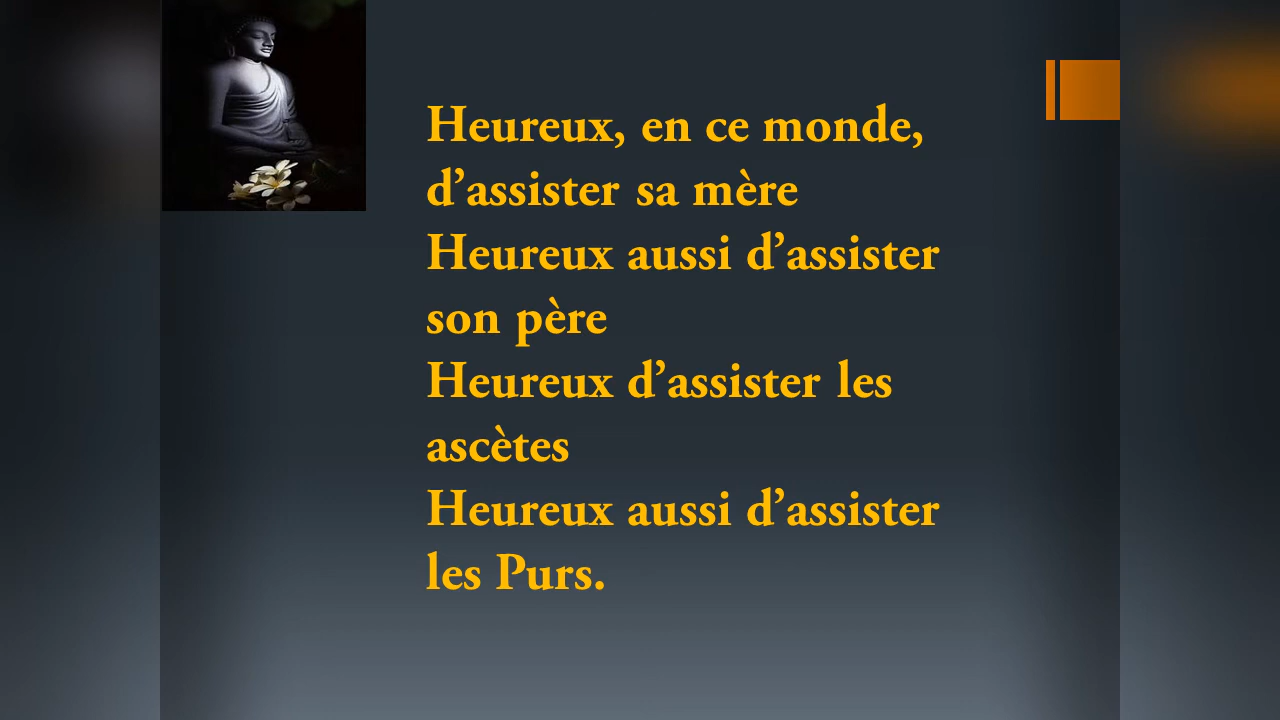 Heureux, en ce monde,
d’assister sa mère
Heureux aussi d’assister
son père
Heureux d’assister les
ascètes
Heureux aussi d’assister
les Purs.